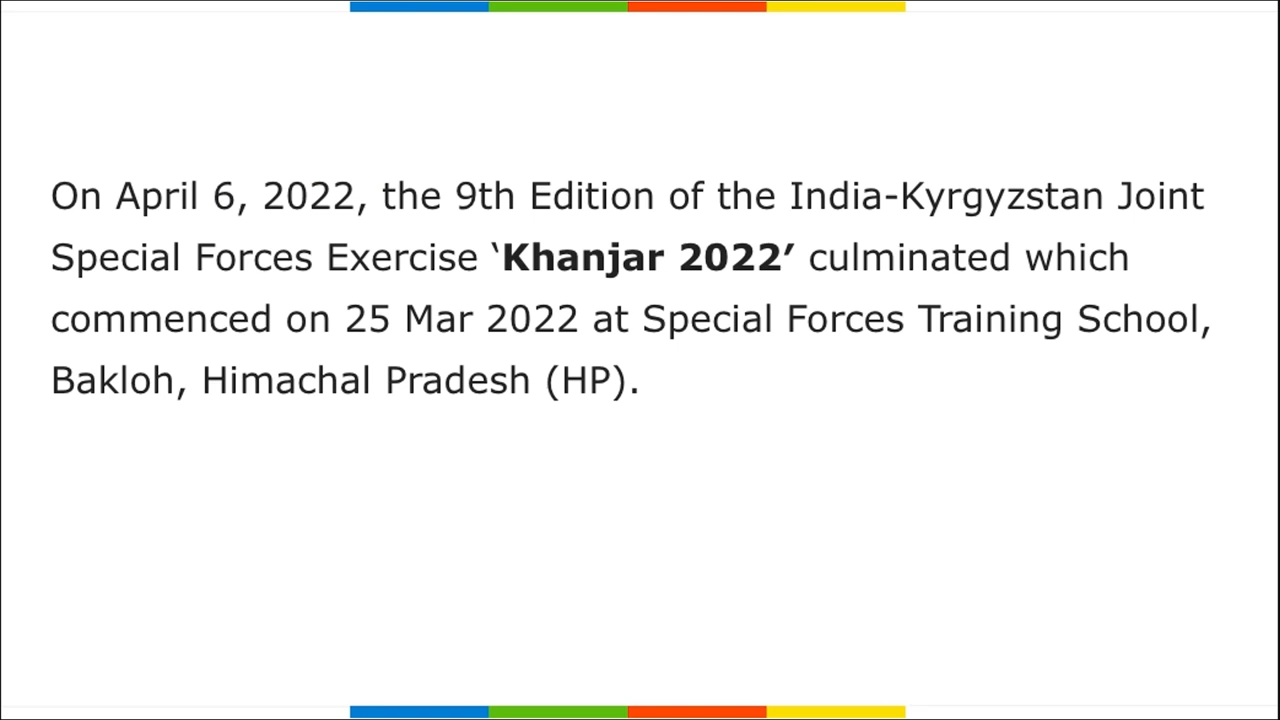 On April 6, 2022, the 9th Edition of the India-Kyrgyzstan Joint
Special Forces Exercise ‘Khanjar 2022’ culminated which
commenced on 25 Mar 2022 at Special Forces Training School,
Bakloh, Himachal Pradesh (HP).